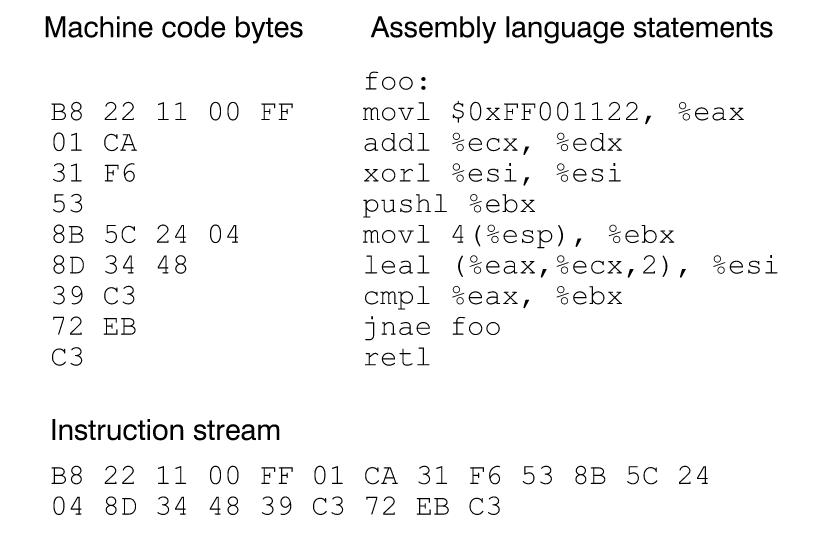 Machine code bytes Assembly language statements
foo:
B8 22 11 00 FF movl $0xFF001122, %eax
01 CA addl %ecx, %edx
31 F6 xorl %esi, %esi
53 pushl %ebx
8B 5C 24 04 movl 4(%esp), %ebx
8D 34 48 leal (%eax,%ecx,2), %esi
39 C3 cmpl %eax, %ebx
72 EB jnae foo
C3 retl
Instruction stream
B8 22 11 00 FF 01 CA 31 F6 53 8B 5C 24
04 8D 34 48 39 C3 72 EB C3